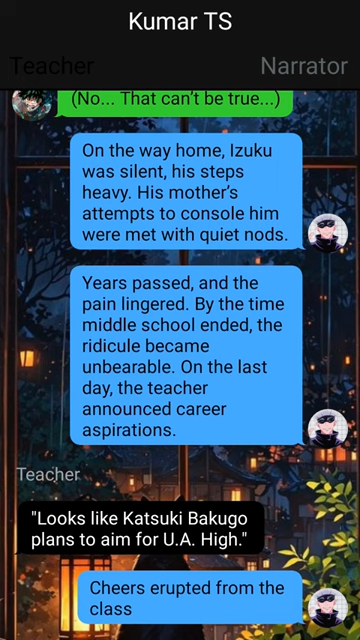 Kumar TS
Teacher
Narrator
(No... That can't be true...)
On the way home, Izuku
was silent, his steps
heavy. His mother's
attempts to console him
were met with quiet nods.
Years passed, and the
pain lingered. By the time
middle school ended, the
ridicule became
unbearable. On the last
day, the teacher
announced career
aspirations.
Teacher
"Looks like Katsuki Bakugo
plans to aim for U.A. High."
Cheers erupted from the
class